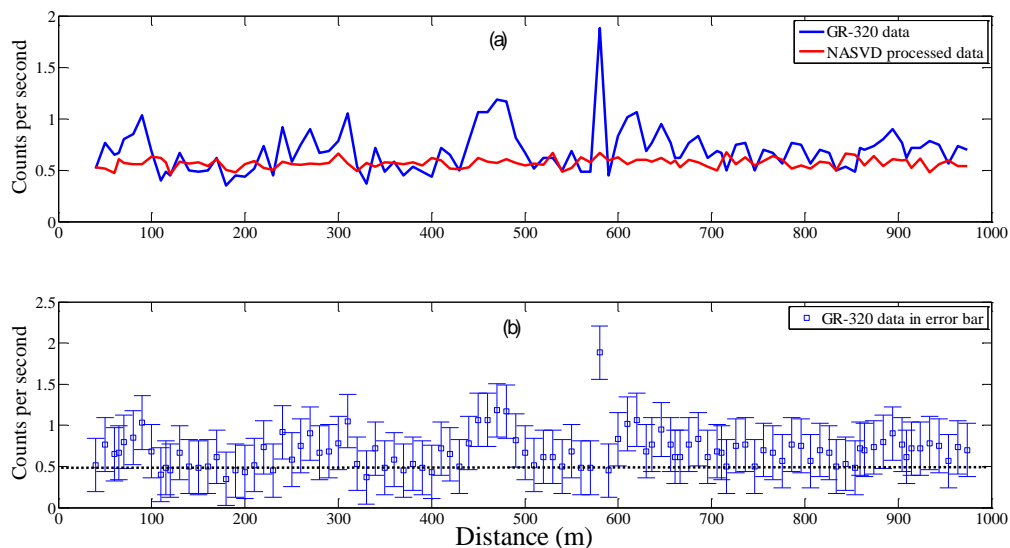 2
1.5
1
0.5
0
Counts per second
(a)
GR-320 data
NASVD processed data
0 100 200 300 400 500 600 700 800 900 1000
2.5
2
1.5
1
0.5
0
Counts per second
(b)
GR-320 data in error bar
0 100 200 300 400 500 600 700 800 900 1000
Distance (m)